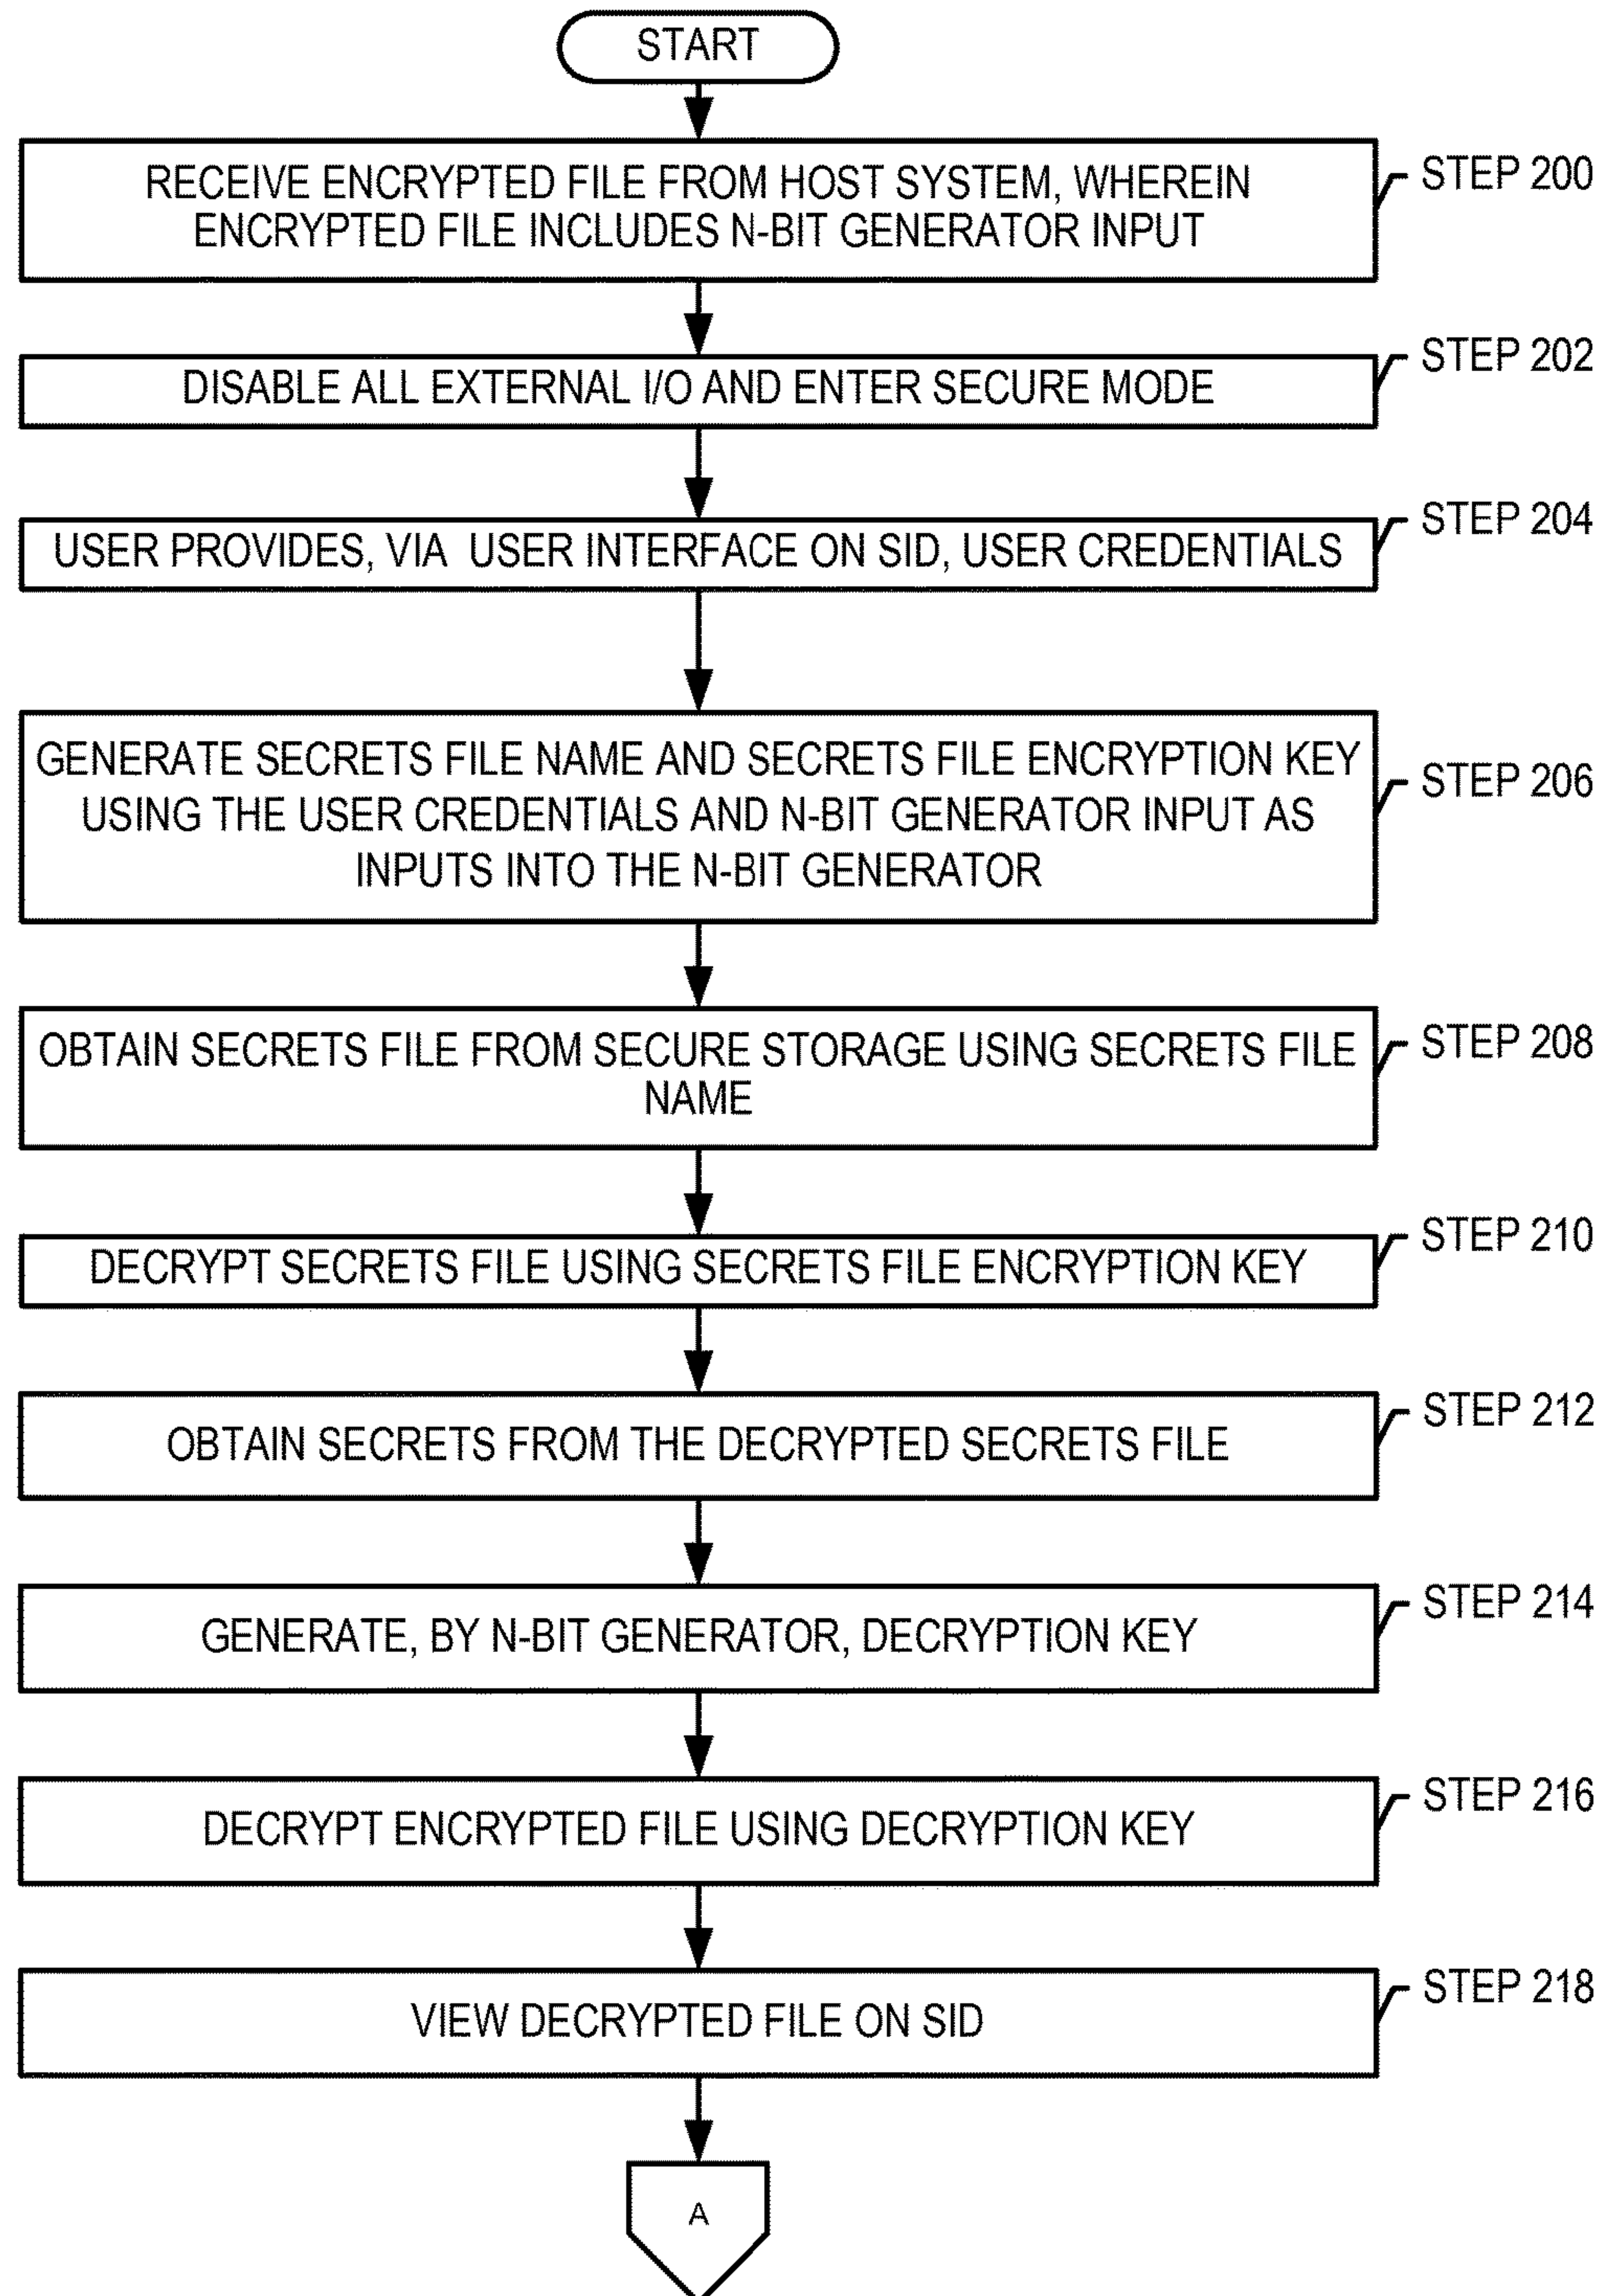 START
RECEIVE ENCRYPTED FILE FROM HOST SYSTEM, WHEREIN
ENCRYPTED FILE INCLUDES N-BIT GENERATOR INPUT
STEP 200
DISABLE ALL EXTERNAL I/O AND ENTER SECURE MODE
STEP 202
USER PROVIDES, VIA USER INTERFACE ON SID, USER CREDENTIALS
STEP 204
GENERATE SECRETS FILE NAME AND SECRETS FILE ENCRYPTION KEY
USING THE USER CREDENTIALS AND N-BIT GENERATOR INPUT AS
INPUTS INTO THE N-BIT GENERATOR
STEP 206
OBTAIN SECRETS FILE FROM SECURE STORAGE USING SECRETS FILE
NAME
STEP 208
DECRYPT SECRETS FILE USING SECRETS FILE ENCRYPTION KEY
STEP 210
OBTAIN SECRETS FROM THE DECRYPTED SECRETS FILE
STEP 212
GENERATE, BY N-BIT GENERATOR, DECRYPTION KEY
STEP 214
DECRYPT ENCRYPTED FILE USING DECRYPTION KEY
STEP 216
VIEW DECRYPTED FILE ON SID
STEP 218
A